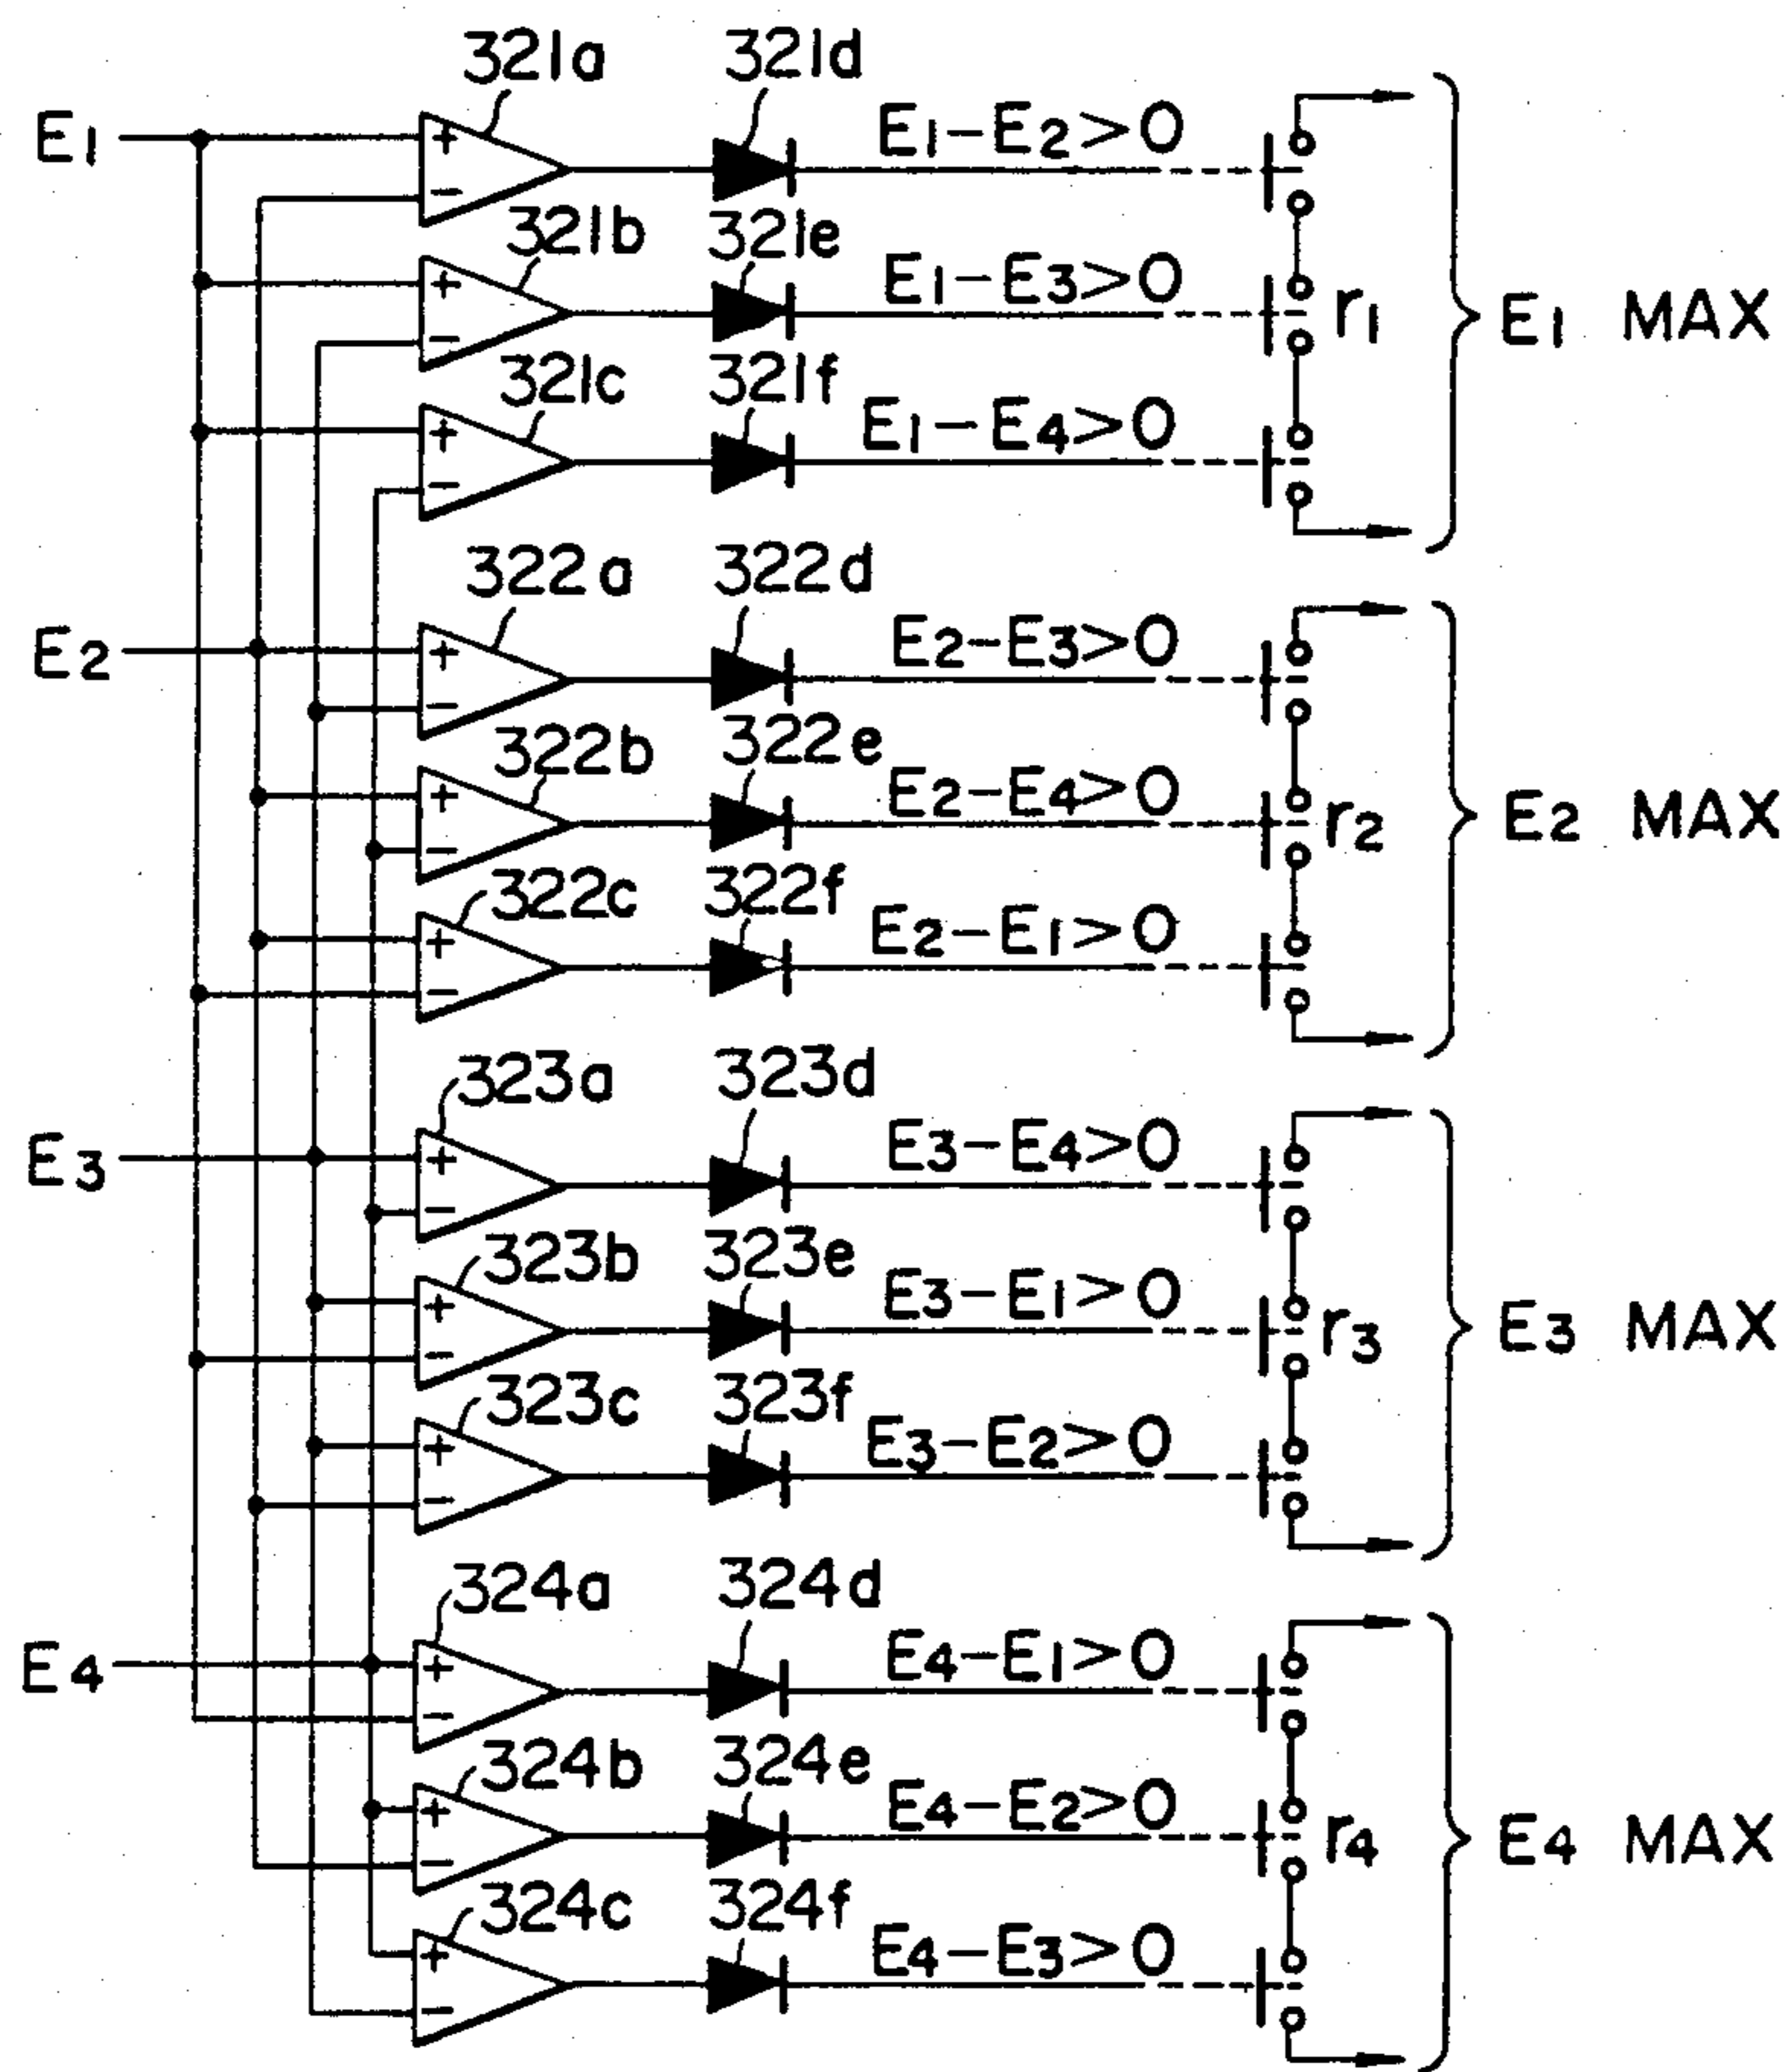 321a 321d
E1 + E1-E2>0
-
321b 321e
+ E1-E3>0 r1 E1 MAX
-
321c 321f
+ E1-E4>0
-
322a 322d
E2 + E2-E3>0
-
322b 322e
+ E2-E4>0 r2 E2 MAX
-
322c 322f
+ E2-E1>0
-
323a 323d
E3 + E3-E4>0
-
323b 323e
+ E3-E1>0 r3 E3 MAX
-
323c 323f
+ E3-E2>0
-
324a 324d
E4 + E4-E1>0
-
324b 324e
+ E4-E2>0 r4 E4 MAX
-
324c 324f
+ E4-E3>0
-